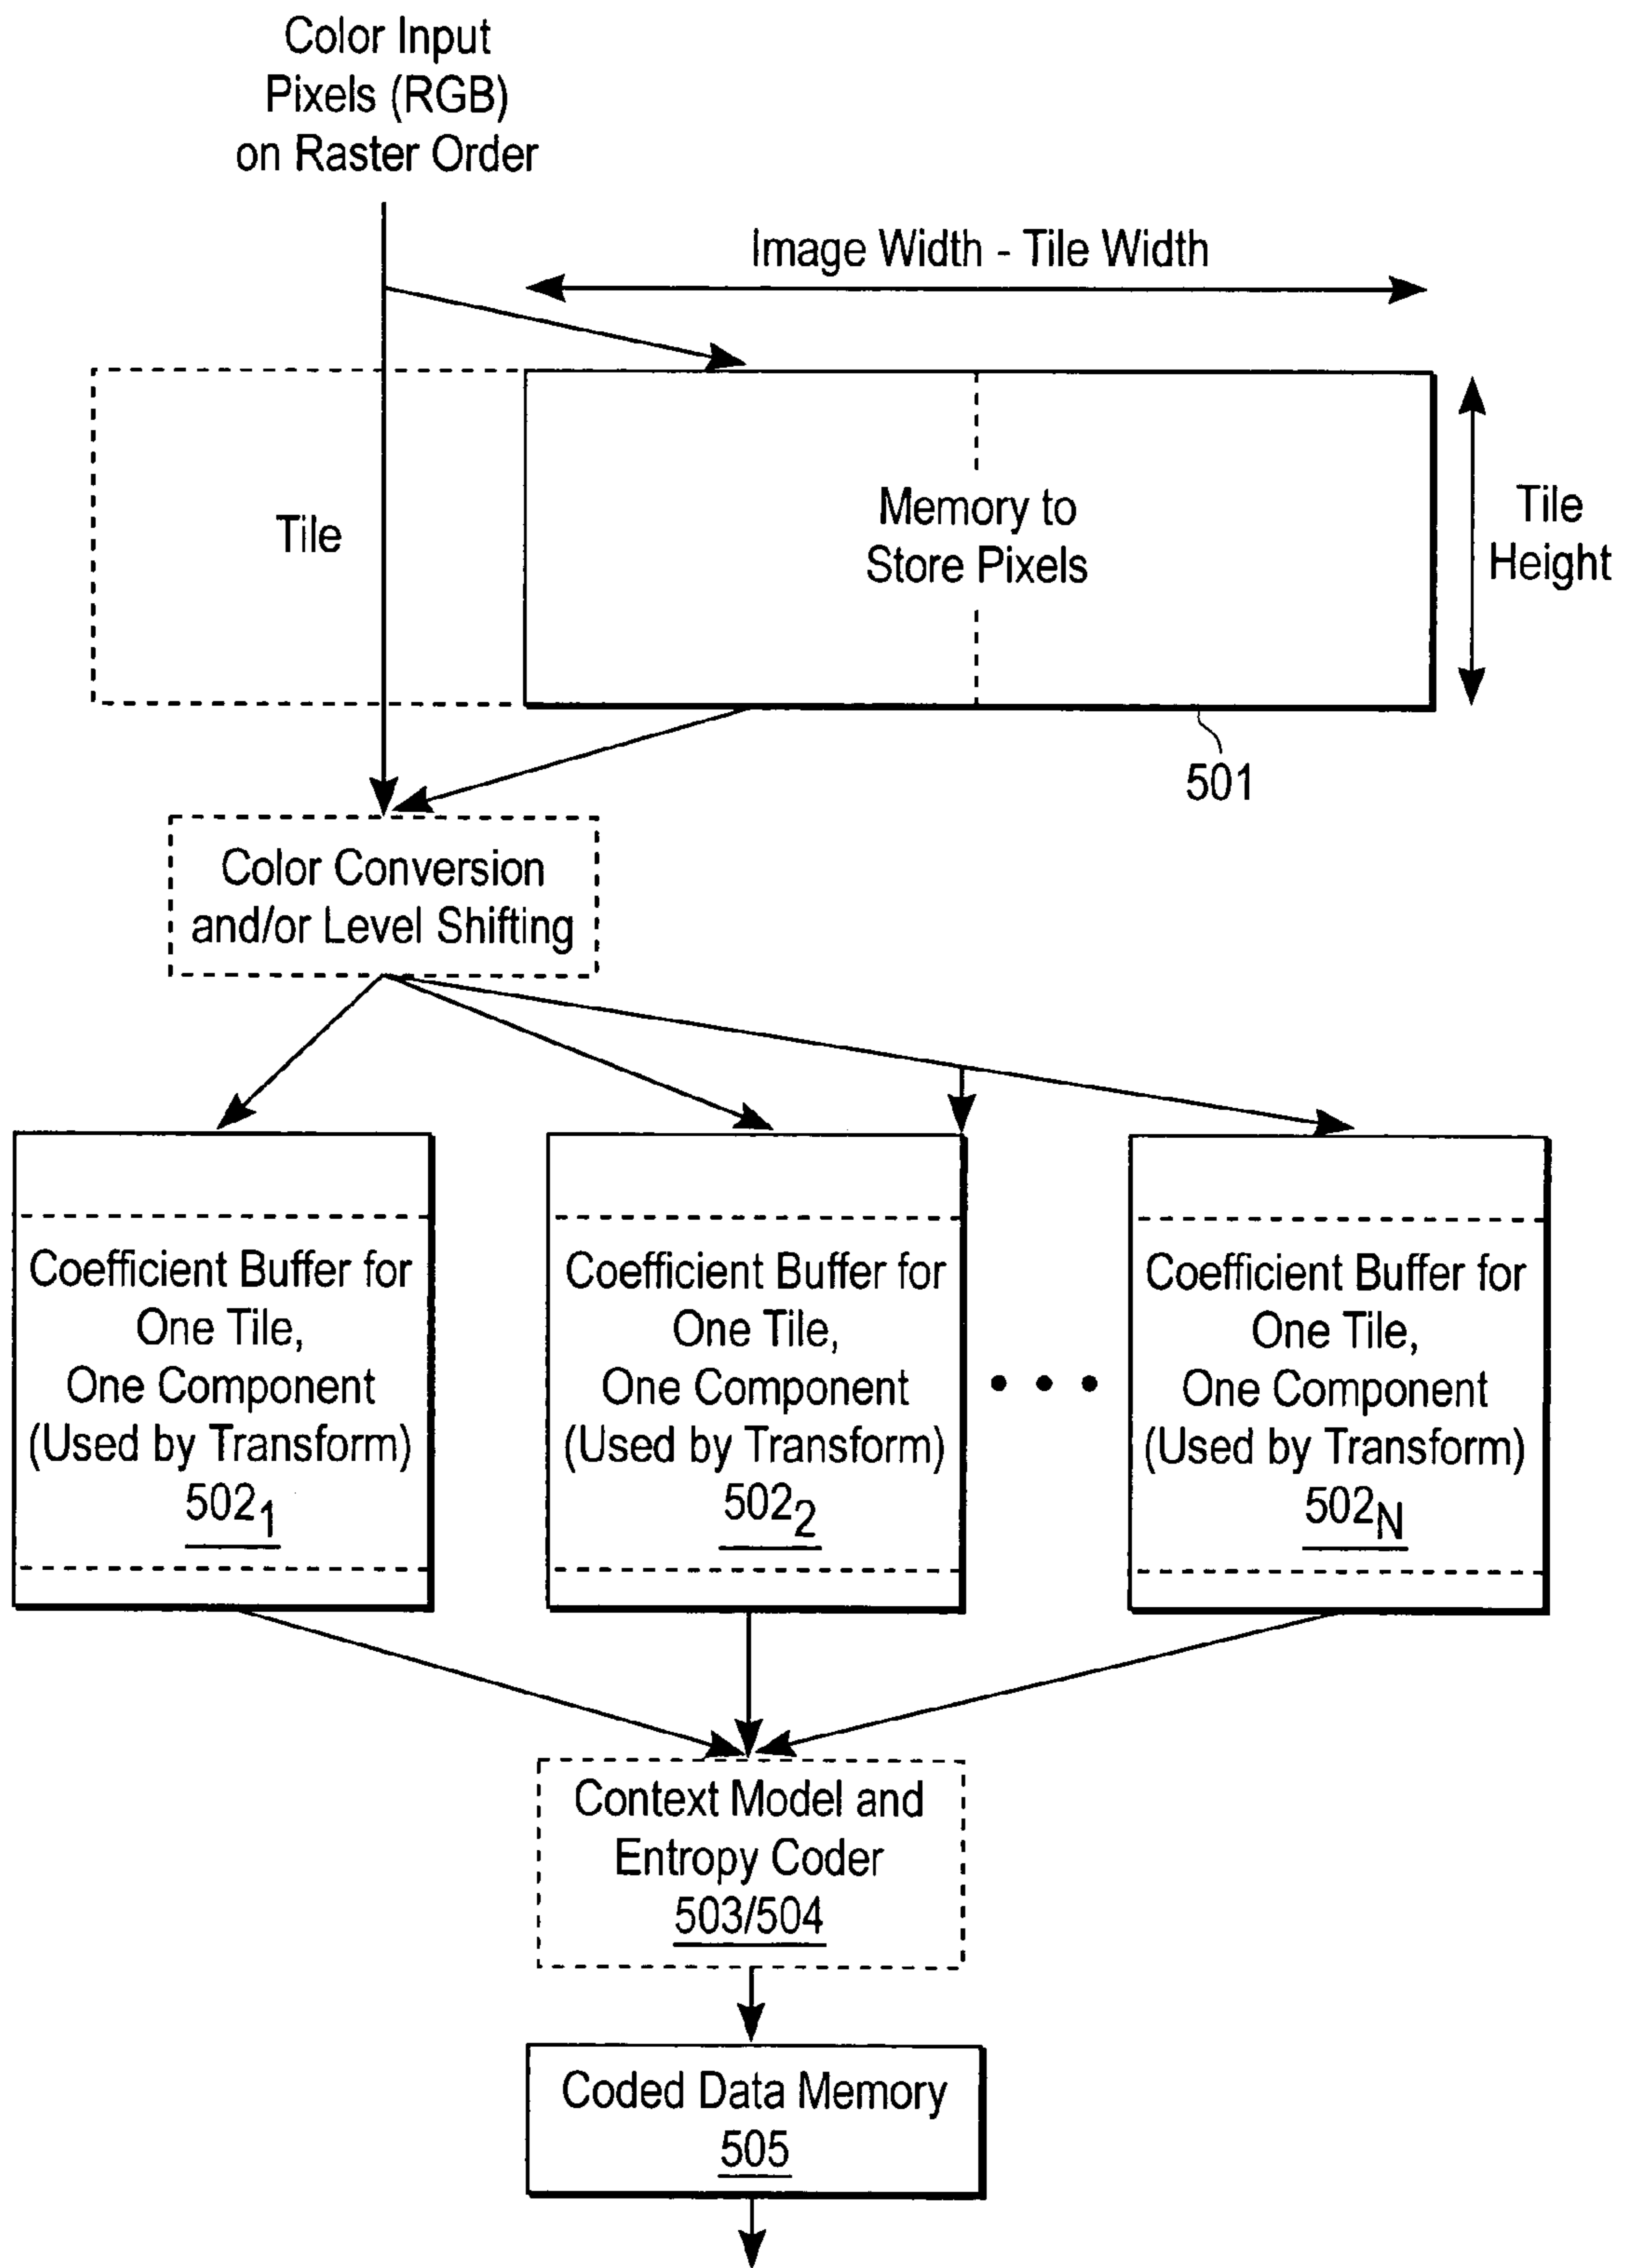 Color Input
Pixels (RGB)
on Raster Order
Image Width - Tile Width
Tile
Memory to
Store Pixels
Tile
Height
501
Color Conversion
and/or Level Shifting
Coefficient Buffer for
One Tile,
One Component
(Used by Transform)
502₁
Coefficient Buffer for
One Tile,
One Component
(Used by Transform)
502₂
Coefficient Buffer for
One Tile,
One Component
(Used by Transform)
502N
Context Model and
Entropy Coder
503/504
Coded Data Memory
505